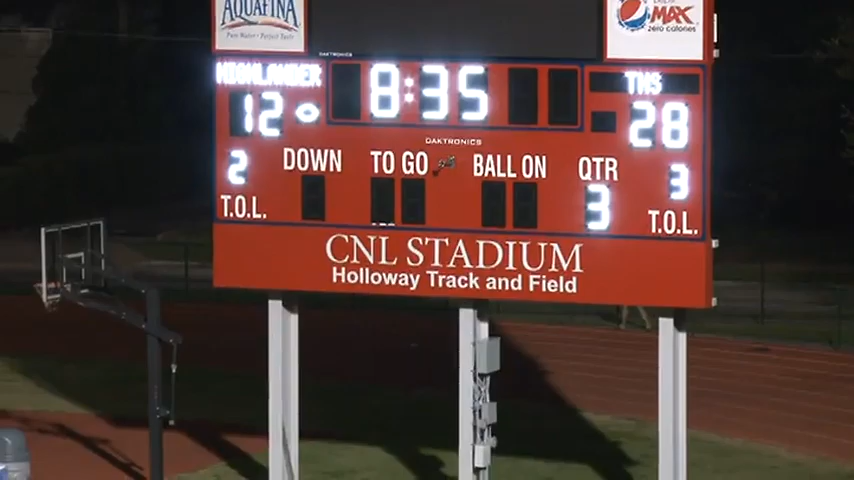 AQUAFINA
Pure Water · Perfect Taste
MAX
zero calories
DAKTRONICS
HIGHLANDER 8:35 THS
12 28
DAKTRONICS
2 DOWN TO GO BALL ON QTR 3
T.O.L. 3 T.O.L.
CNL STADIUM
Holloway Track and Field